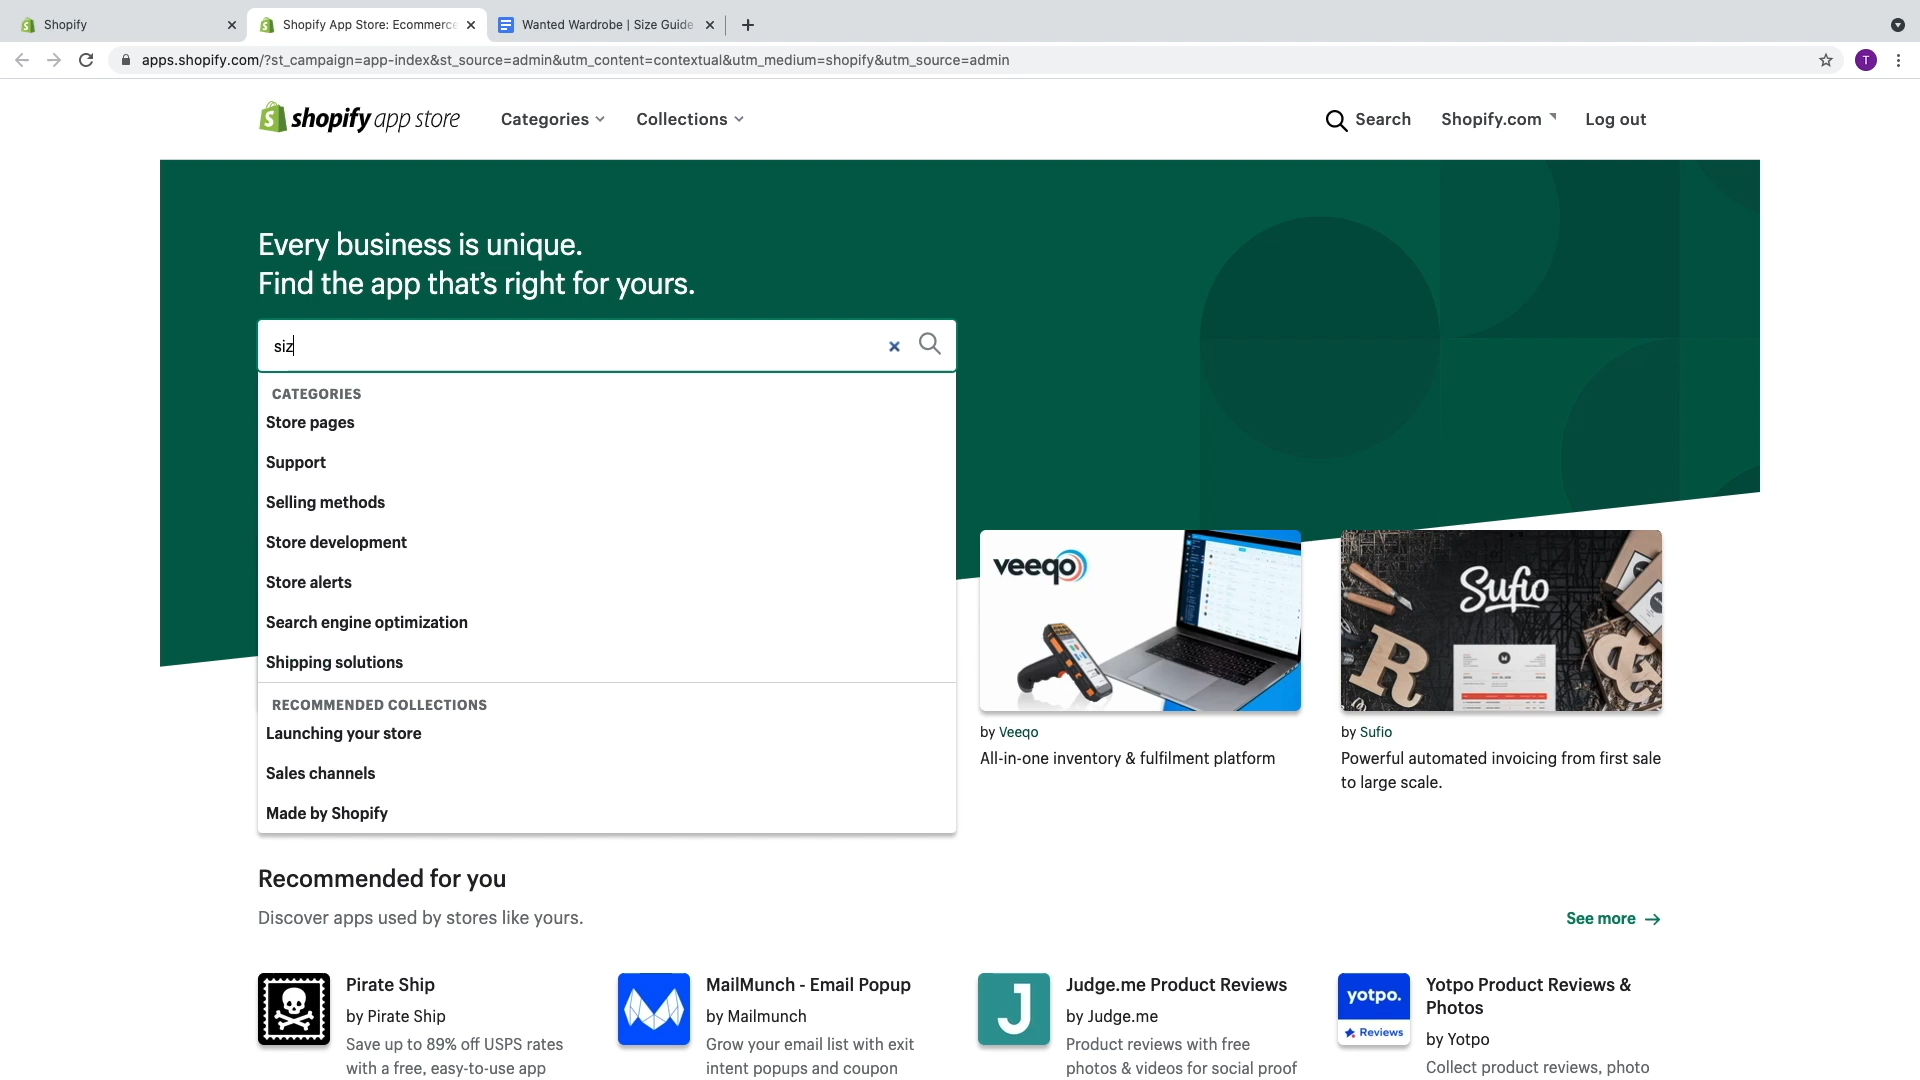 Shopify
Shopify App Store: Ecommerce
Wanted Wardrobe | Size Guide
apps.shopify.com/?st_campaign=app-index&st_source=admin&utm_content=contextual&utm_medium=shopify&utm_source=admin
T
shopify app store
Categories
Collections
Search
Shopify.com
Log out
Every business is unique.
Find the app that's right for yours.
siz
CATEGORIES
Store pages
Support
Selling methods
Store development
Store alerts
Search engine optimization
Shipping solutions
RECOMMENDED COLLECTIONS
Launching your store
Sales channels
Made by Shopify
veeqo
by Veeqo
All-in-one inventory & fulfilment platform
Sufio
R
&
by Sufio
Powerful automated invoicing from first sale
to large scale.
Recommended for you
Discover apps used by stores like yours.
See more
Pirate Ship
by Pirate Ship
Save up to 89% off USPS rates
with a free, easy-to-use app
MailMunch - Email Popup
by Mailmunch
Grow your email list with exit
intent popups and coupon
J
Judge.me Product Reviews
by Judge.me
Product reviews with free
photos & videos for social proof
yotpo.
Reviews
Yotpo Product Reviews &
Photos
by Yotpo
Collect product reviews, photo